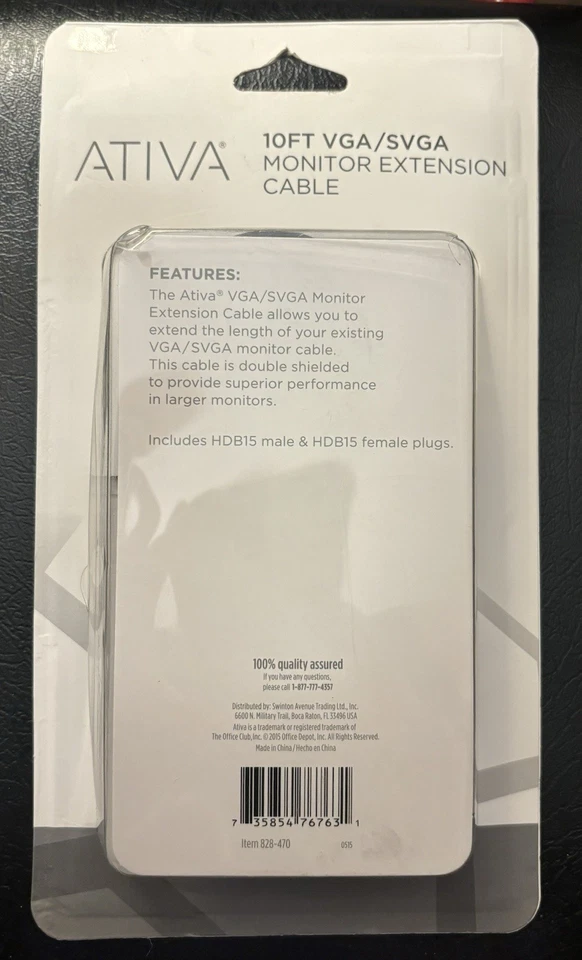 ATIVA®
10FT VGA/SVGA
MONITOR EXTENSION
CABLE
FEATURES:
The Ativa® VGA/SVGA Monitor
Extension Cable allows you to
extend the length of your existing
VGA/SVGA monitor cable.
This cable is double shielded
to provide superior performance
in larger monitors.
Includes HDB15 male & HDB15 female plugs.
100% quality assured
If you have any questions,
please call 1-877-777-4357
Distributed by: Swinton Avenue Trading Ltd., Inc.
6600 N. Military Trail, Boca Raton, FL 33496 USA
Ativa is a trademark or registered trademark of
The Office Club, Inc. © 2015 Office Depot, Inc. All Rights Reserved.
Made in China / Hecho en China
7 35854 76763 1
Item 828-470
0515